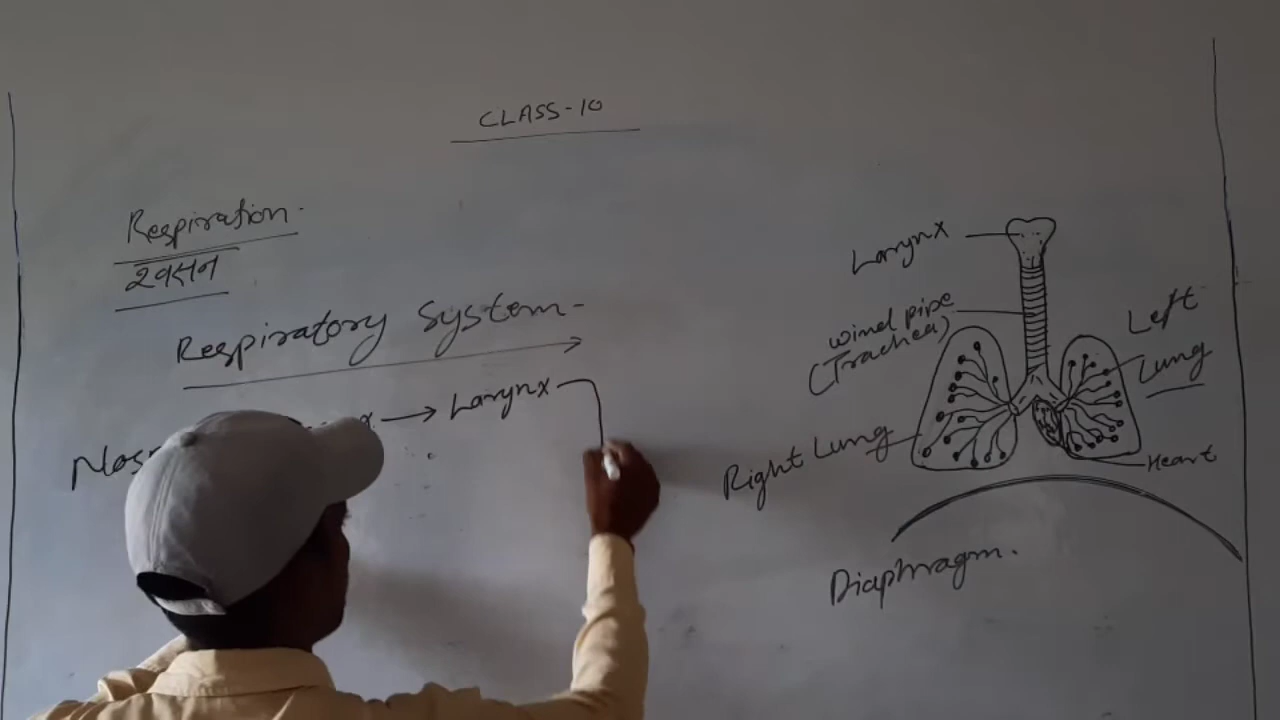 CLASS-10
Respiration.
श्वसन
Respiratory System-
→ Larynx
Larynx
wind pipe
(Trachea)
Left
Lung
Right Lung
Heart
Diaphragm.